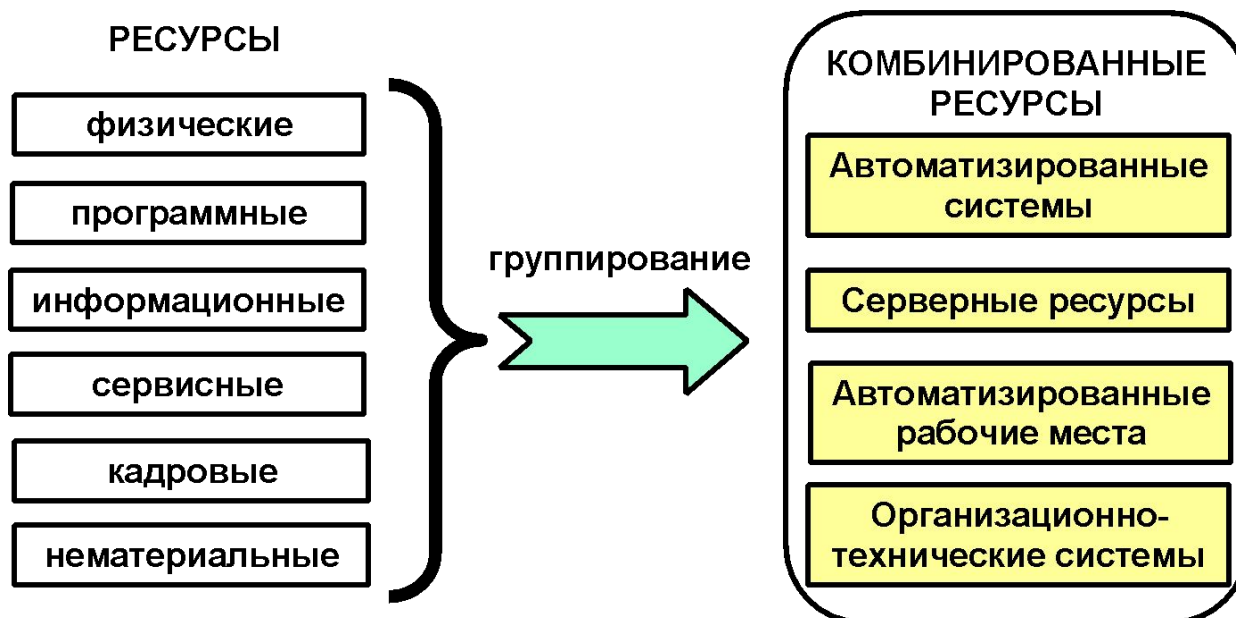 РЕСУРСЫ
физические
программные
информационные
сервисные
кадровые
нематериальные
группирование
КОМБИНИРОВАННЫЕ
РЕСУРСЫ
Автоматизированные
системы
Серверные ресурсы
Автоматизированные
рабочие места
Организационно-
технические системы